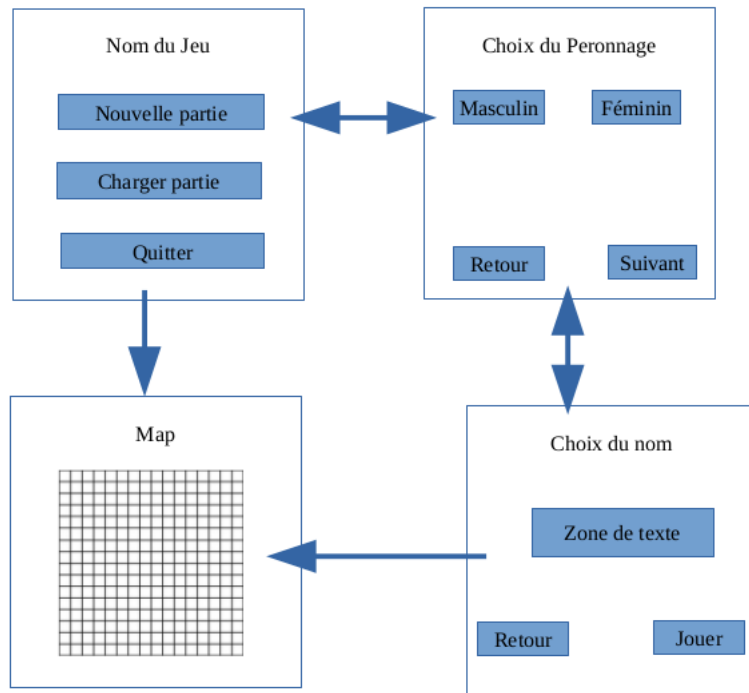 Nom du Jeu
Nouvelle partie
Charger partie
Quitter
Choix du Peronnage
Masculin
Féminin
Retour
Suivant
Map
Choix du nom
Zone de texte
Retour
Jouer